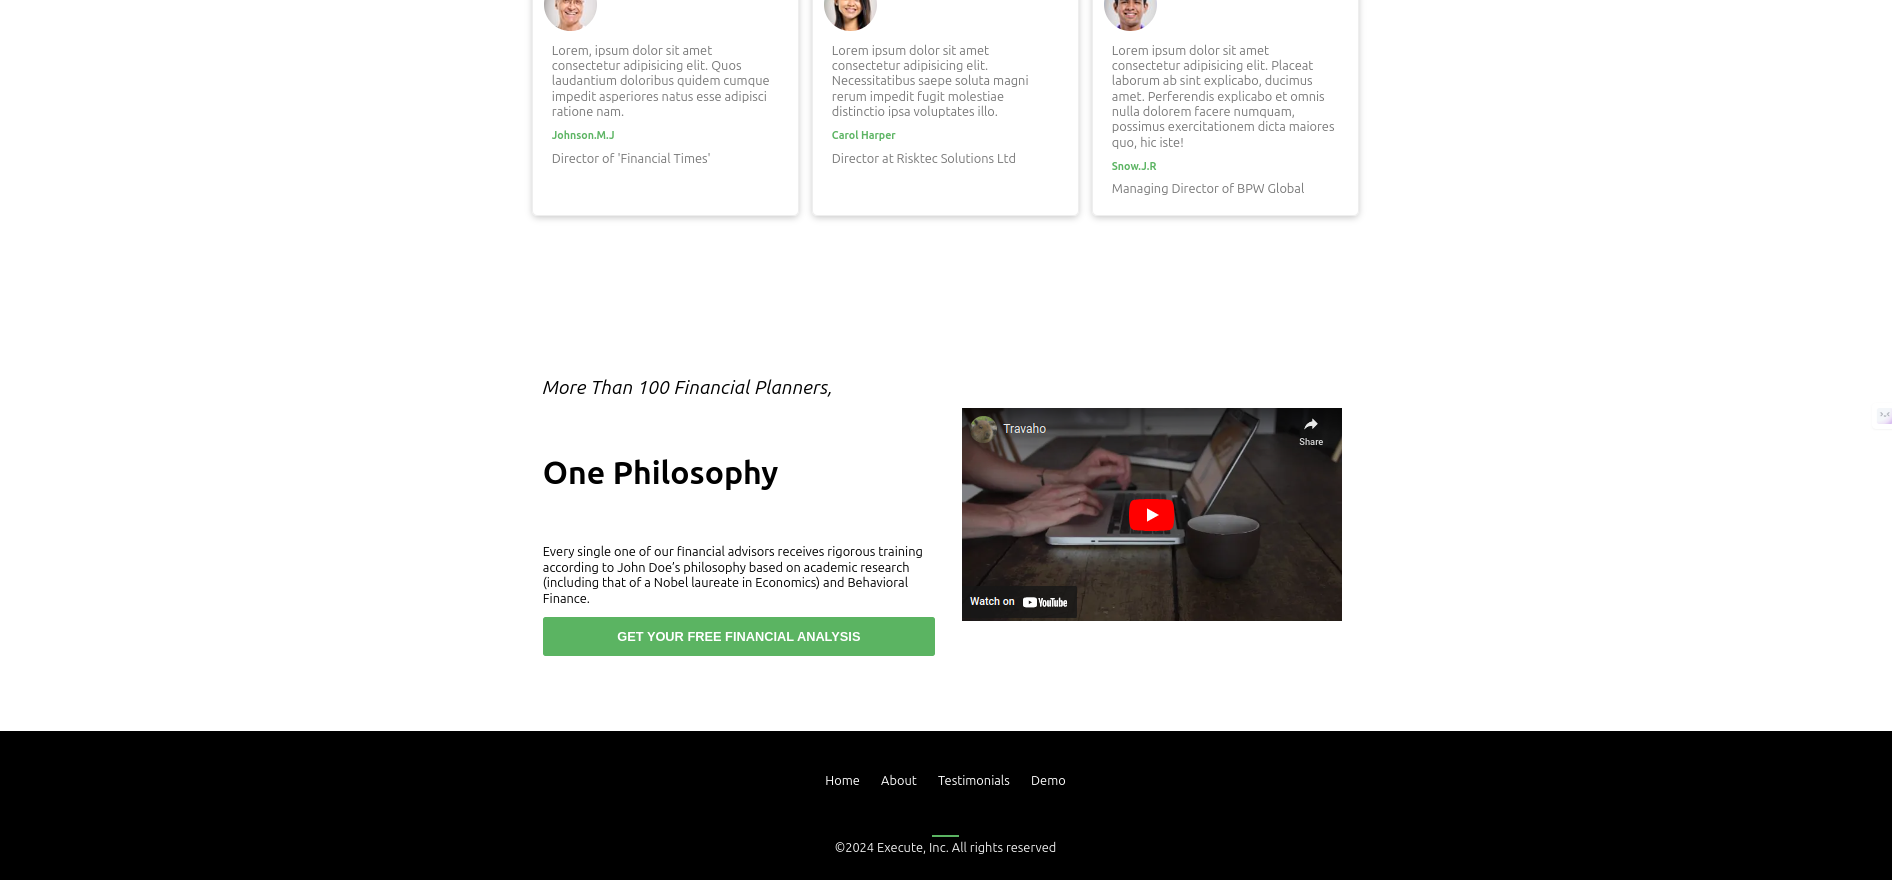 Lorem, ipsum dolor sit amet
consectetur adipisicing elit. Quos
laudantium doloribus quidem cumque
impedit asperiores natus esse adipisci
ratione nam.
Johnson.M.J
Director of 'Financial Times'
Lorem ipsum dolor sit amet
consectetur adipisicing elit.
Necessitatibus saepe soluta magni
rerum impedit fugit molestiae
distinctio ipsa voluptates illo.
Carol Harper
Director at Risktec Solutions Ltd
Lorem ipsum dolor sit amet
consectetur adipisicing elit. Placeat
laborum ab sint explicabo, ducimus
amet. Perferendis explicabo et omnis
nulla dolorem facere numquam,
possimus exercitationem dicta maiores
quo, hic iste!
Snow.J.R
Managing Director of BPW Global
More Than 100 Financial Planners,
One Philosophy
Every single one of our financial advisors receives rigorous training
according to John Doe’s philosophy based on academic research
(including that of a Nobel laureate in Economics) and Behavioral
Finance.
GET YOUR FREE FINANCIAL ANALYSIS
Travaho
Share
Watch on YouTube
Home About Testimonials Demo
©2024 Execute, Inc. All rights reserved